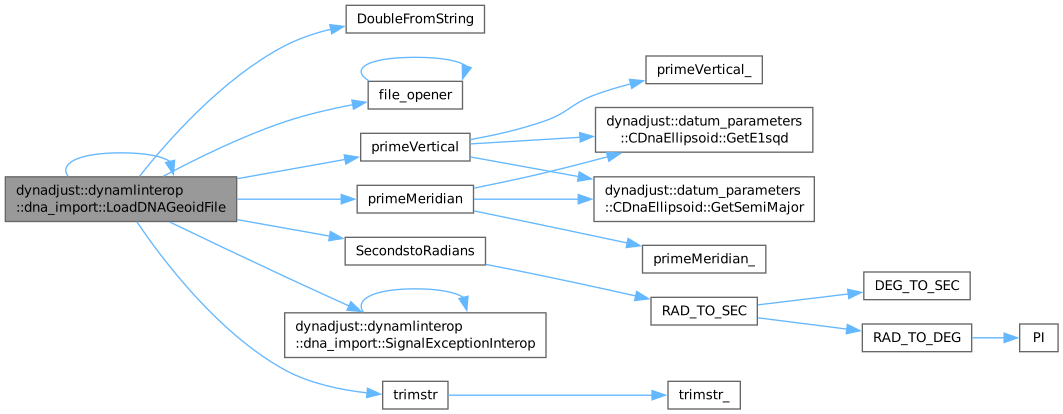 DoubleFromString
file_opener
primeVertical_
dynadjust::datum_parameters
::CDnaEllipsoid::GetE1sqd
primeVertical
dynadjust::dynamlinterop
::dna_import::LoadDNAGeoidFile
primeMeridian
dynadjust::datum_parameters
::CDnaEllipsoid::GetSemiMajor
SecondstoRadians
primeMeridian_
RAD_TO_SEC
DEG_TO_SEC
RAD_TO_DEG
PI
dynadjust::dynamlinterop
::dna_import::SignalExceptionInterop
trimstr
trimstr_